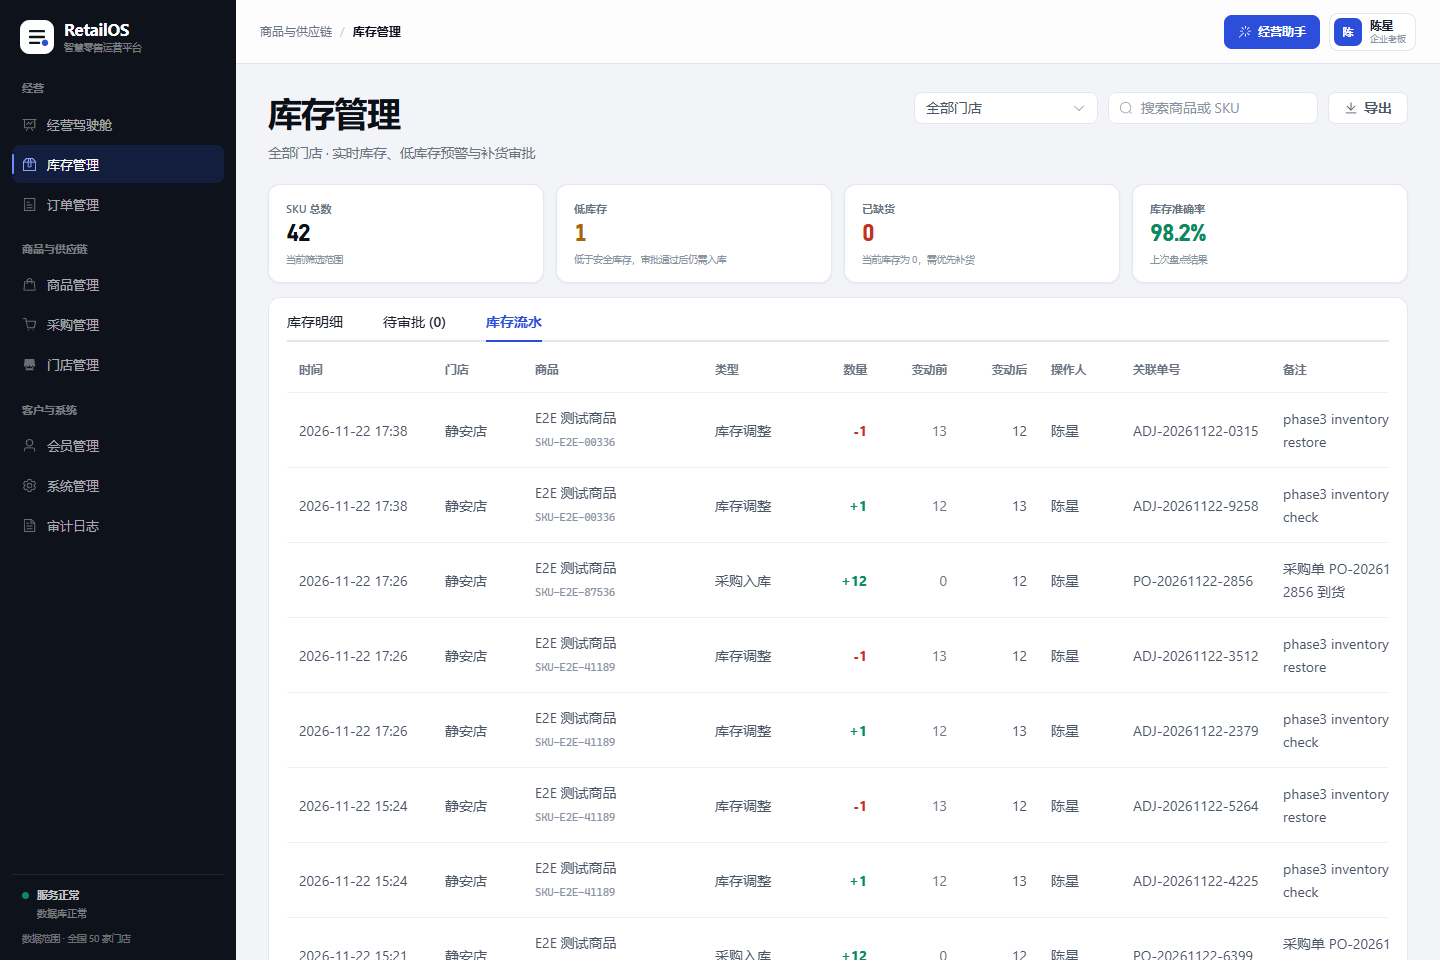 RetailOS
智慧零售运营平台
经营
经营驾驶舱
库存管理
订单管理
商品与供应链
商品管理
采购管理
门店管理
客户与系统
会员管理
系统管理
审计日志
服务正常
数据库正常
数据范围 · 全国 50 家门店
商品与供应链 / 库存管理
经营助手
陈
陈星
企业老板
库存管理
全部门店 · 实时库存、低库存预警与补货审批
全部门店
搜索商品或 SKU
导出
SKU 总数
42
当前筛选范围
低库存
1
低于安全库存，审批通过后仍需入库
已缺货
0
当前库存为 0，需优先补货
库存准确率
98.2%
上次盘点结果
库存明细 待审批 (0) 库存流水
时间 门店 商品 类型 数量 变动前 变动后 操作人 关联单号 备注
2026-11-22 17:38 静安店 E2E 测试商品 SKU-E2E-00336 库存调整 -1 13 12 陈星 ADJ-20261122-0315 phase3 inventory restore
2026-11-22 17:38 静安店 E2E 测试商品 SKU-E2E-00336 库存调整 +1 12 13 陈星 ADJ-20261122-9258 phase3 inventory check
2026-11-22 17:26 静安店 E2E 测试商品 SKU-E2E-87536 采购入库 +12 0 12 陈星 PO-20261122-2856 采购单 PO-20261 2856 到货
2026-11-22 17:26 静安店 E2E 测试商品 SKU-E2E-41189 库存调整 -1 13 12 陈星 ADJ-20261122-3512 phase3 inventory restore
2026-11-22 17:26 静安店 E2E 测试商品 SKU-E2E-41189 库存调整 +1 12 13 陈星 ADJ-20261122-2379 phase3 inventory check
2026-11-22 15:24 静安店 E2E 测试商品 SKU-E2E-41189 库存调整 -1 13 12 陈星 ADJ-20261122-5264 phase3 inventory restore
2026-11-22 15:24 静安店 E2E 测试商品 SKU-E2E-41189 库存调整 +1 12 13 陈星 ADJ-20261122-4225 phase3 inventory check
2026-11-22 15:21 静安店 E2E 测试商品 采购入库 +12 0 12 陈星 PO-20261122-6399 采购单 PO-20261